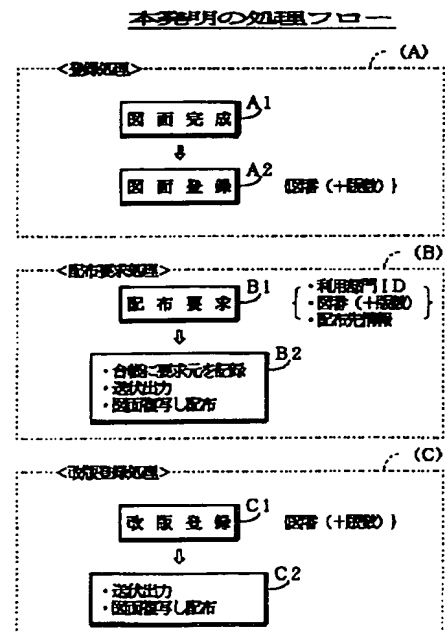 本発明の処理フロー
(A)
<登録処理>
A1
図面完成
A2
図面登録 {図番(+版数)}
(B)
<配布要求処理>
B1
配布要求
・利用部門ID
・図番(+版数)
・配布先情報
B2
・台帳に要求元を記録
・送状出力
・図面複写し配布
(C)
<改版登録処理>
C1
改版登録 {図番(+版数)}
C2
・送状出力
・図面複写し配布